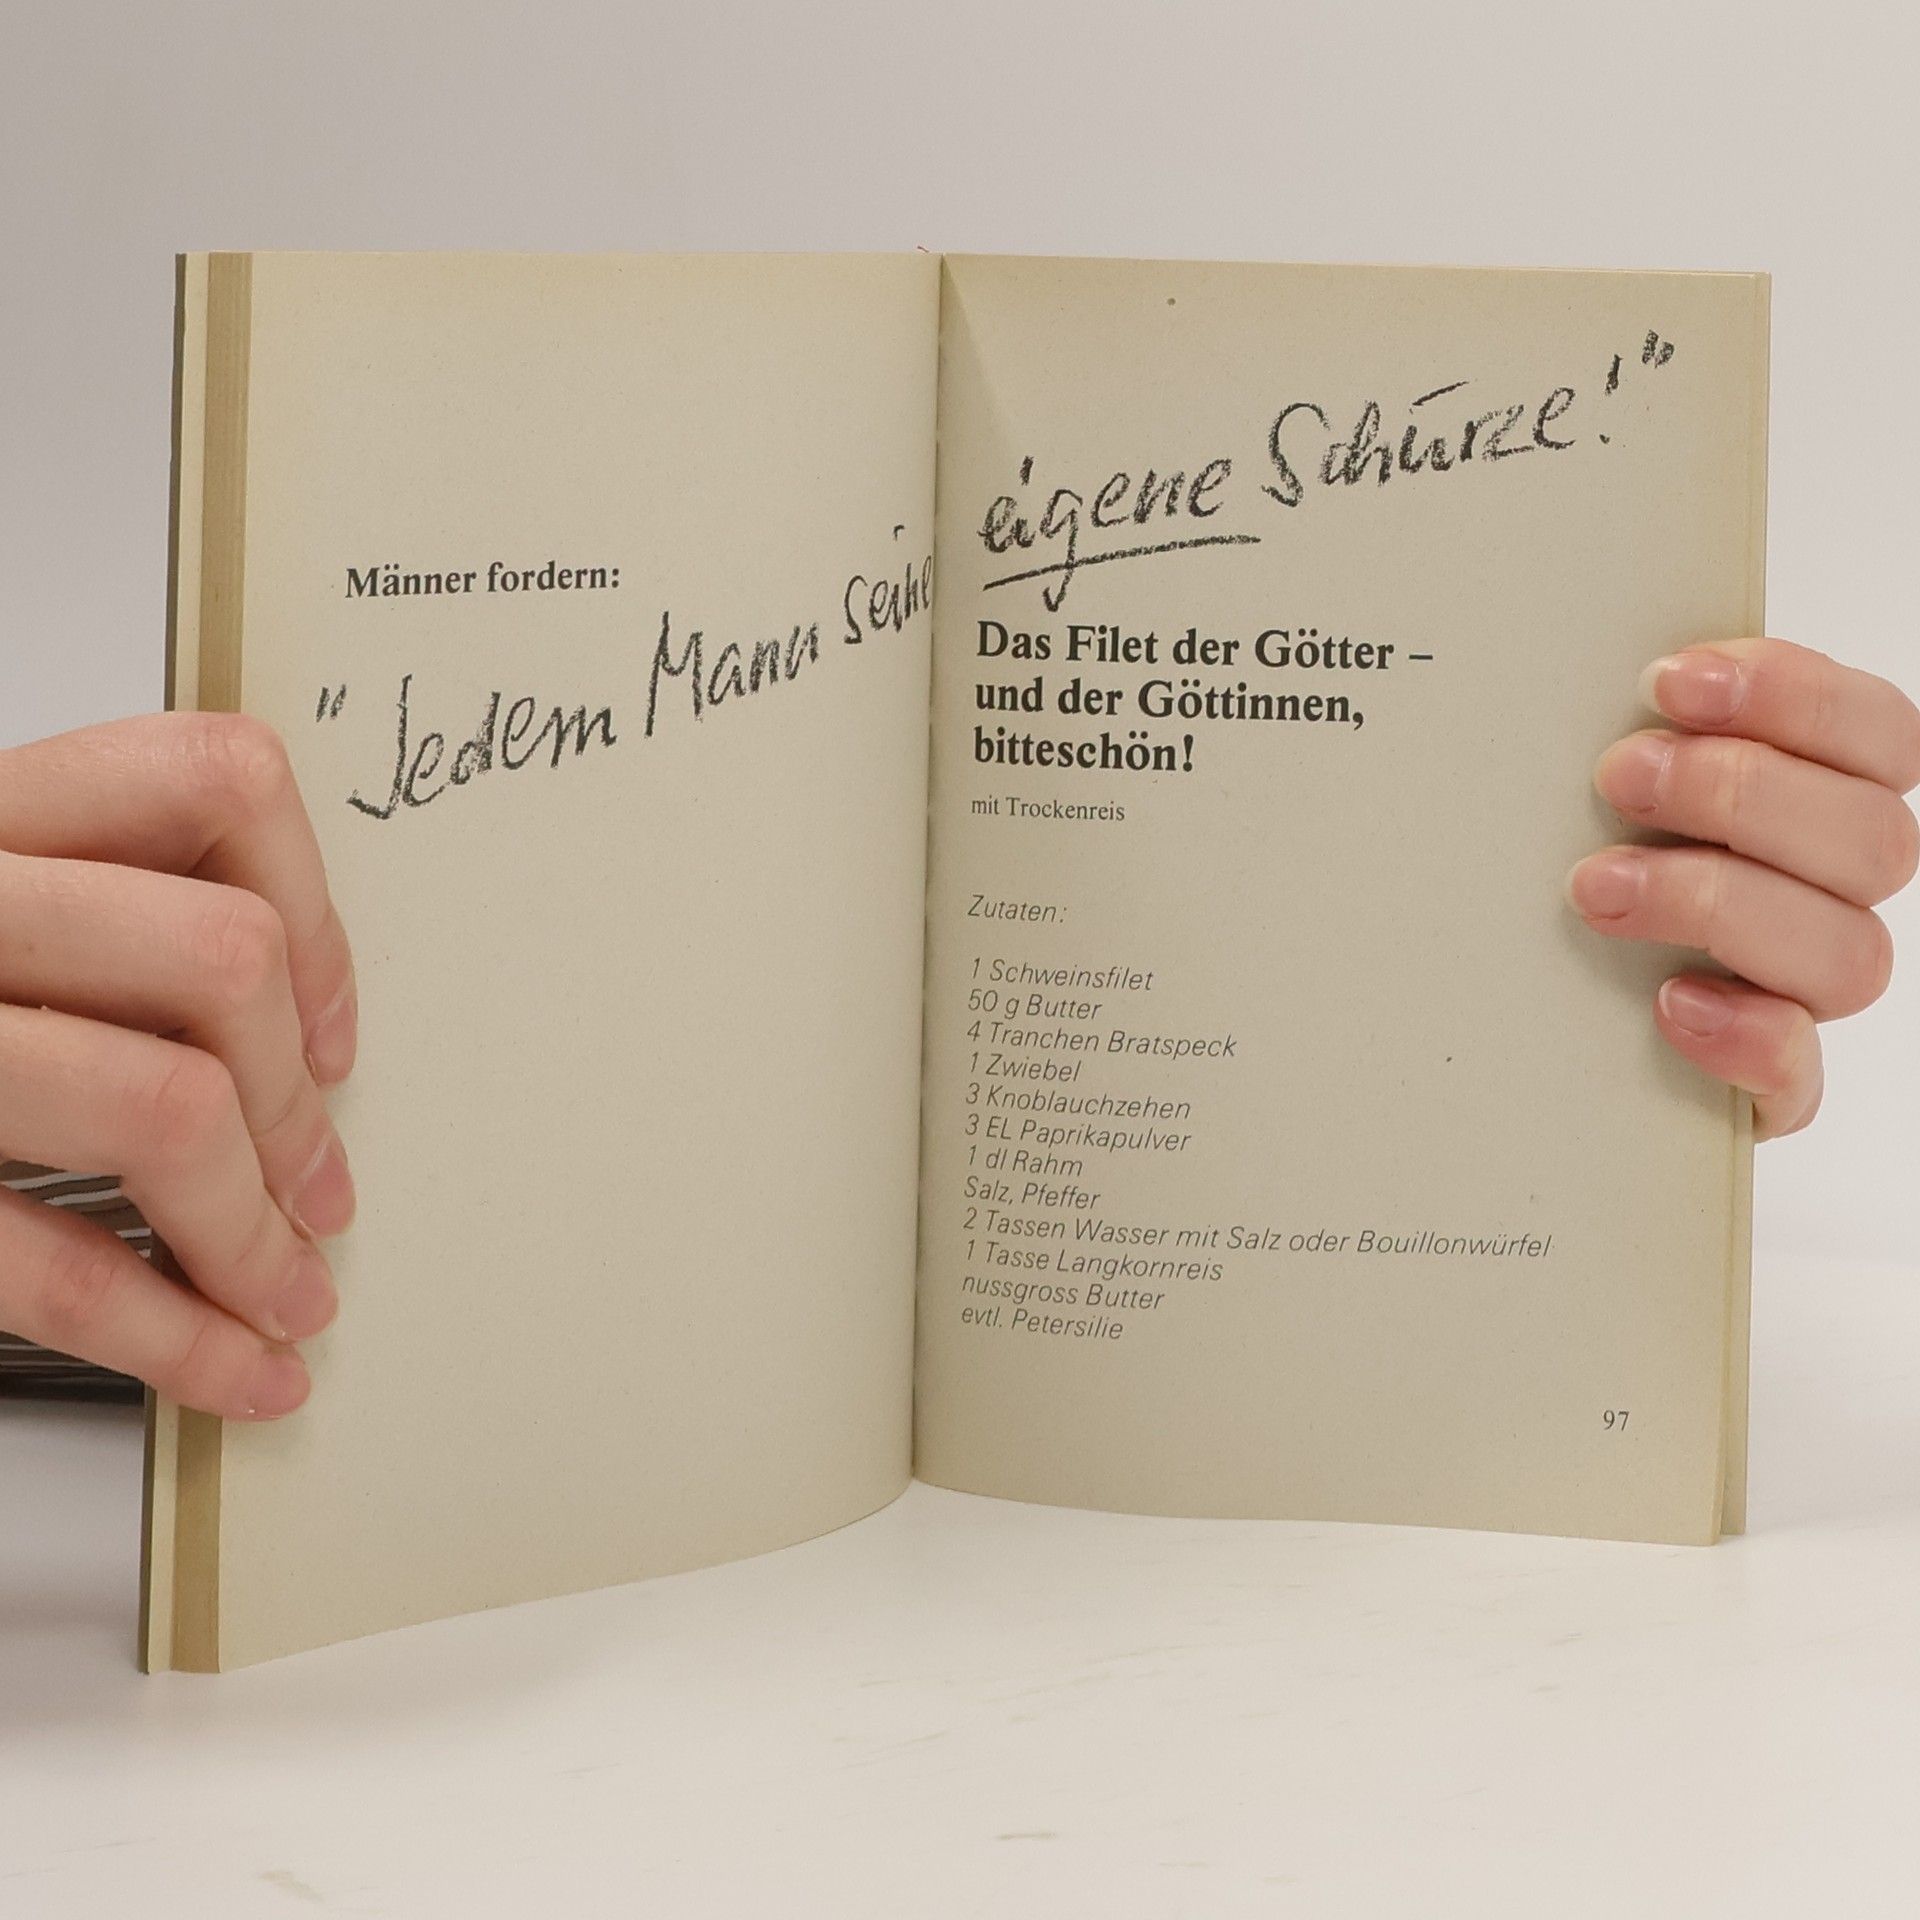 Männer fordern:
"Jedem Mann seine
eigene Schürze!"
Das Filet der Götter –
und der Göttinnen,
bitteschön!
mit Trockenreis
Zutaten:
1 Schweinsfilet
50 g Butter
4 Tranchen Bratspeck
1 Zwiebel
3 Knoblauchzehen
3 EL Paprikapulver
1 dl Rahm
Salz, Pfeffer
2 Tassen Wasser mit Salz oder Bouillonwürfel
1 Tasse Langkornreis
nussgross Butter
evtl. Petersilie
97